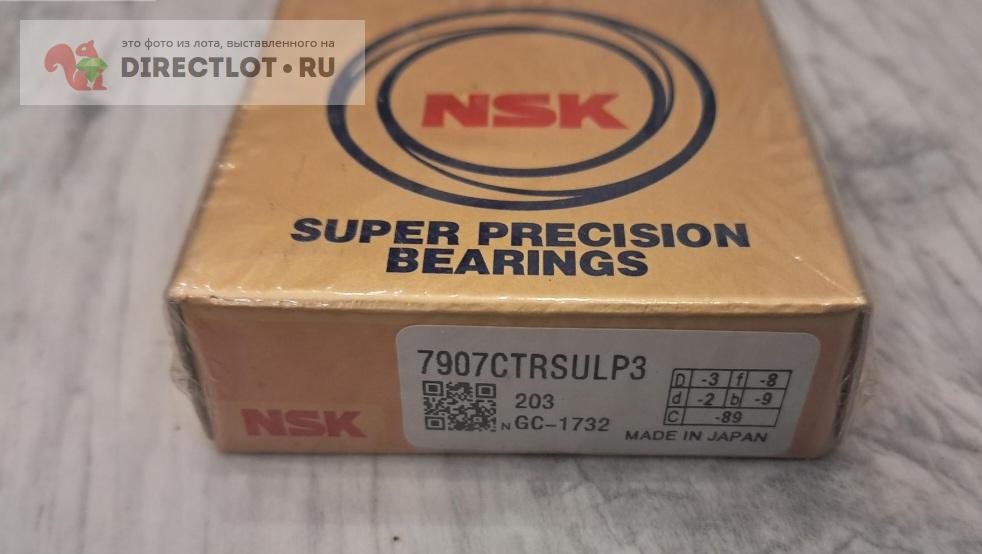 это фото из лота, выставленного на
DIRECTLOT•RU
NSK
SUPER PRECISION
BEARINGS
7907CTRSULP3
D -3 f -8
203
d -2 b -9
N GC-1732
C -89
NSK
MADE IN JAPAN